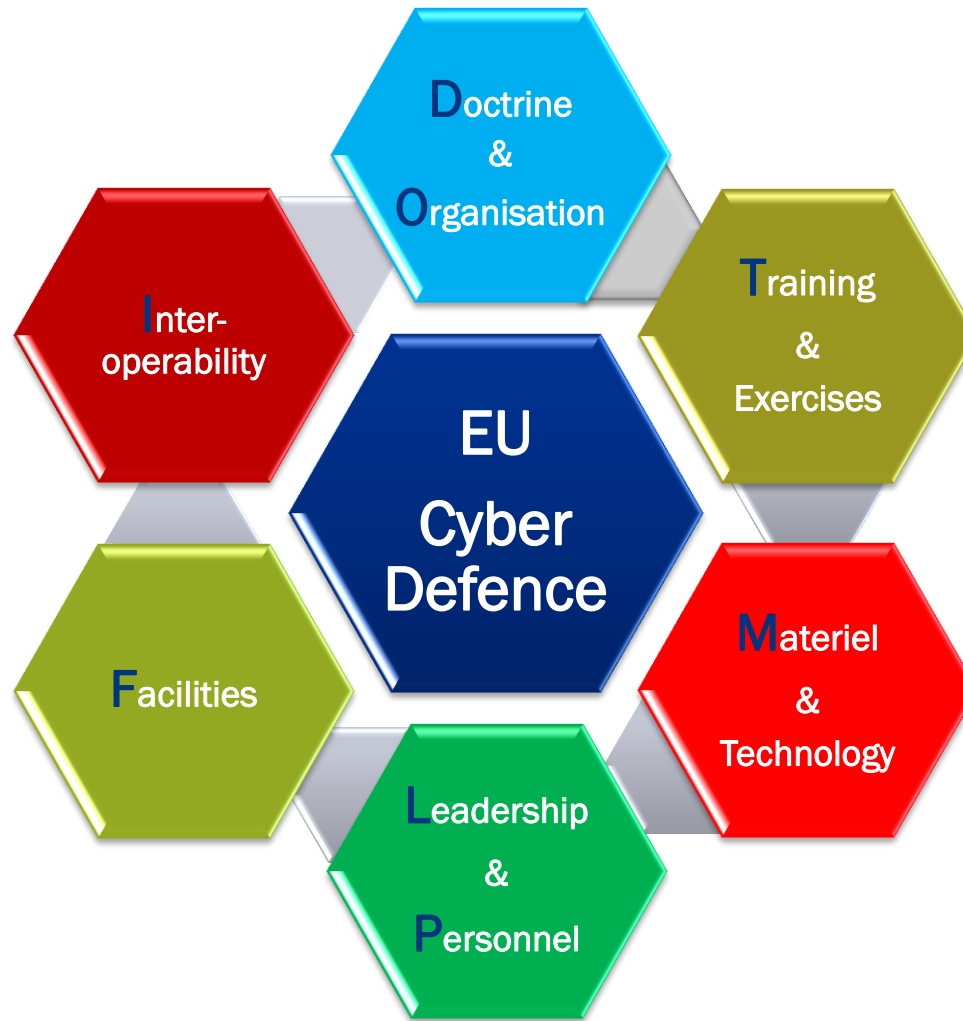 Doctrine
&
Organisation
Training
&
Exercises
Inter-
operability
EU
Cyber
Defence
Materiel
&
Technology
Facilities
Leadership
&
Personnel